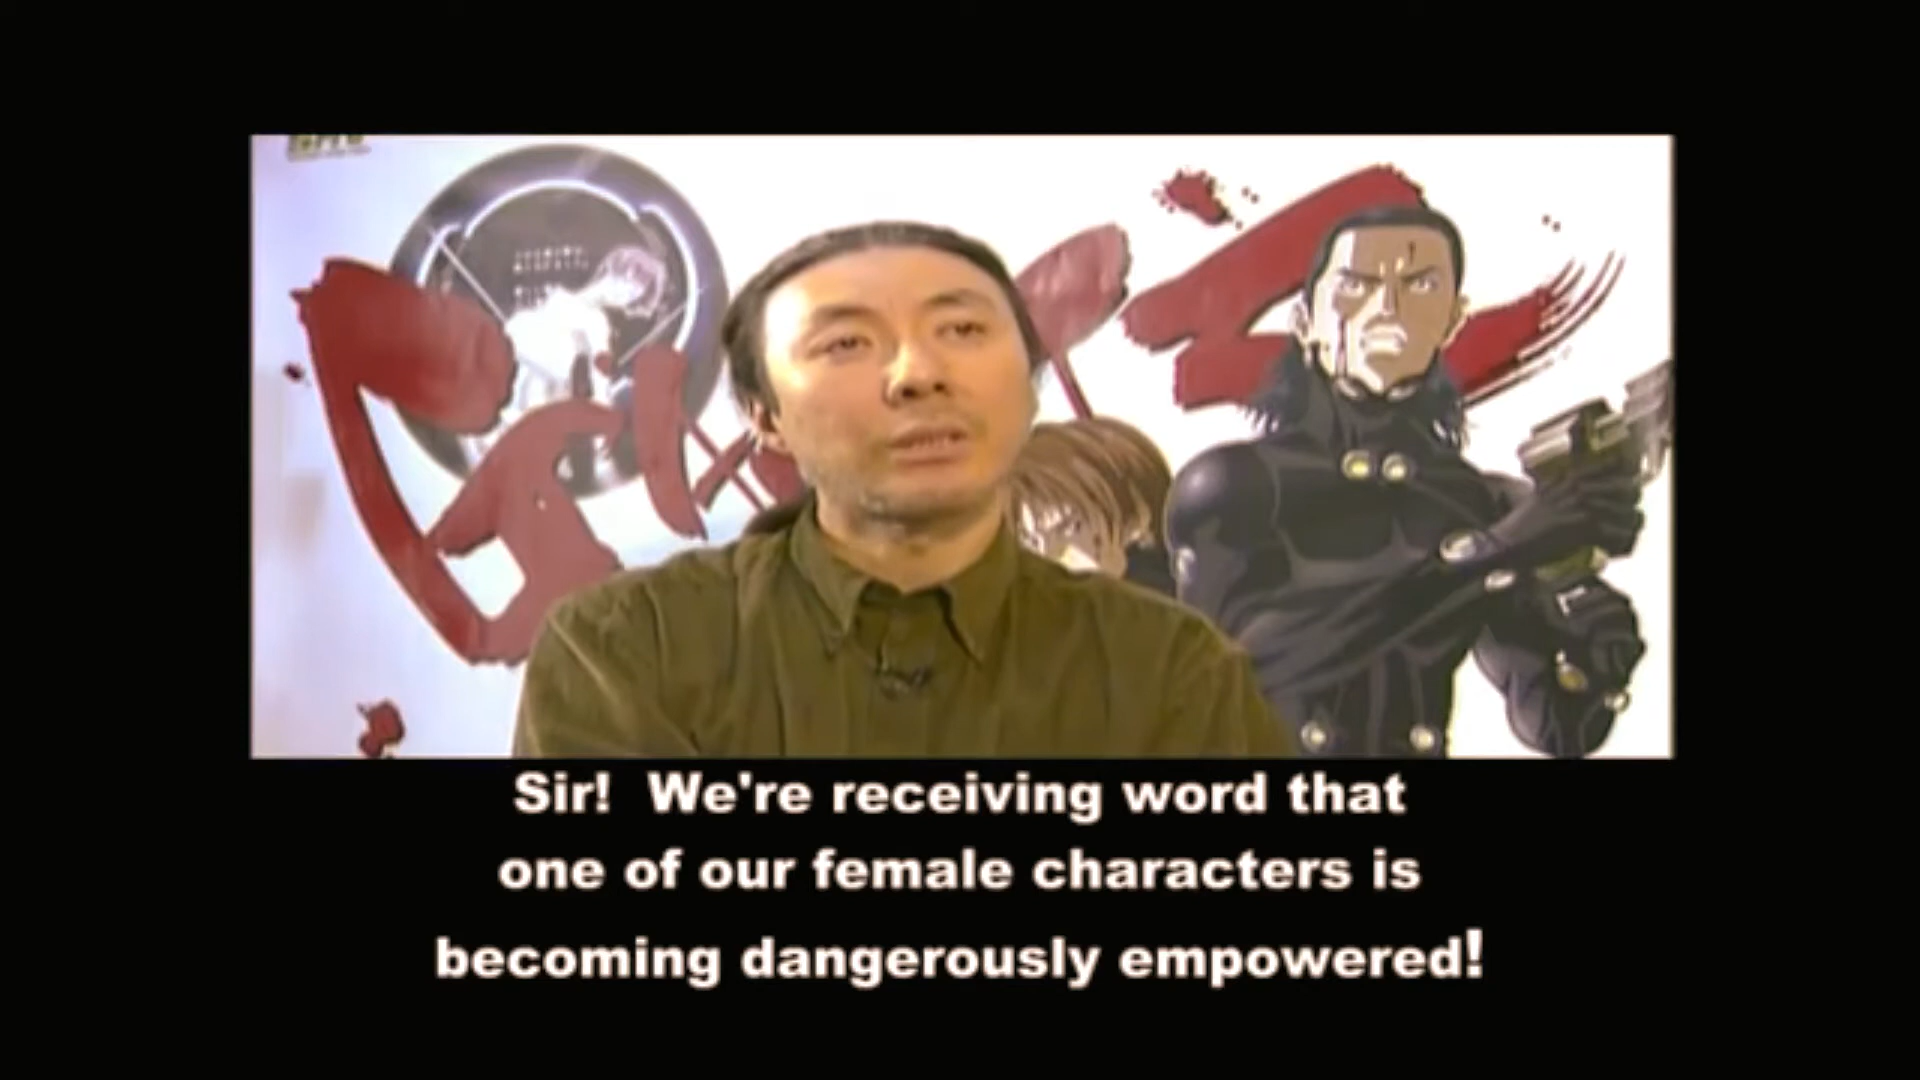 Sir!  We're receiving word that
one of our female characters is
becoming dangerously empowered!